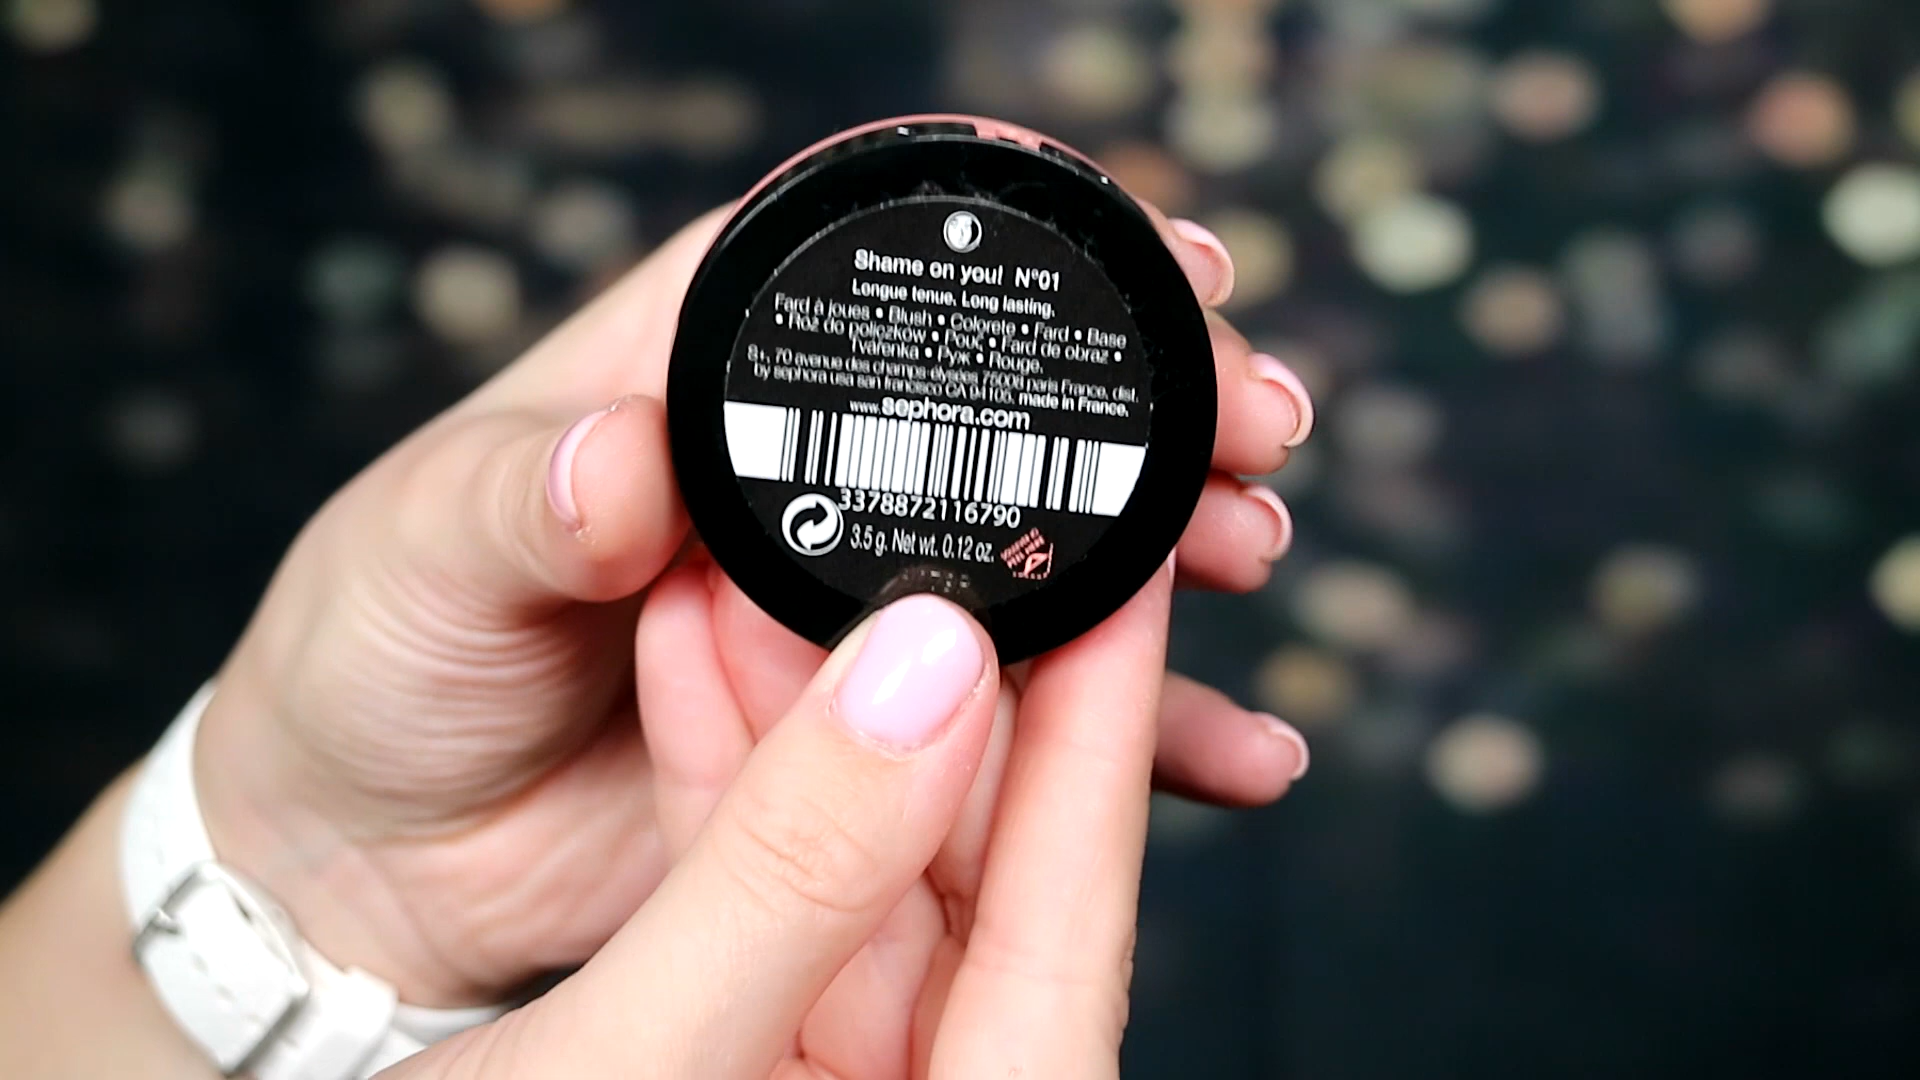 Shame on you! N°01
Longue tenue. Long lasting.
Fard à joues • Blush • Colorete • Fard • Base
• Róż do policzków • Ρουζ • Fard de obraz •
Tvářenka • Руж • Rouge.
S+, 70 avenue des champs élysées 75008 paris France, dist.
by sephora usa san francisco CA 94105. made in France.
www.sephora.com
3378872116790
3.5 g. Net wt. 0.12 oz.